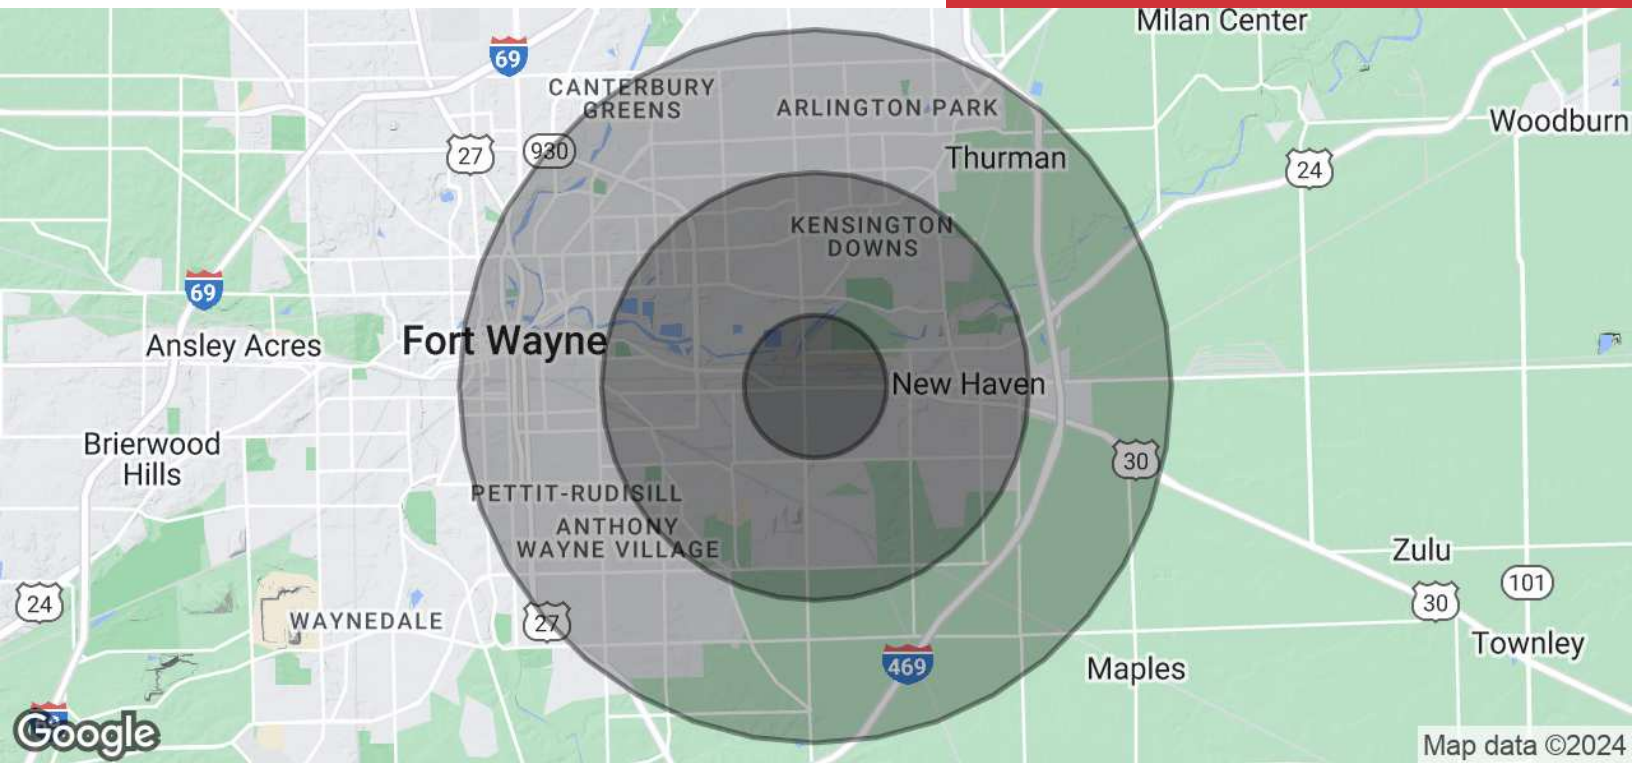 Milan Center
69
CANTERBURY
GREENS
ARLINGTON PARK
Woodburn
27
930
Thurman
24
KENSINGTON
DOWNS
69
Fort Wayne
Ansley Acres
New Haven
Brierwood
Hills
30
PETTIT-RUDISILL
ANTHONY
WAYNE VILLAGE
Zulu
24
101
30
WAYNEDALE
27
Townley
469
Maples
Google
Map data ©2024